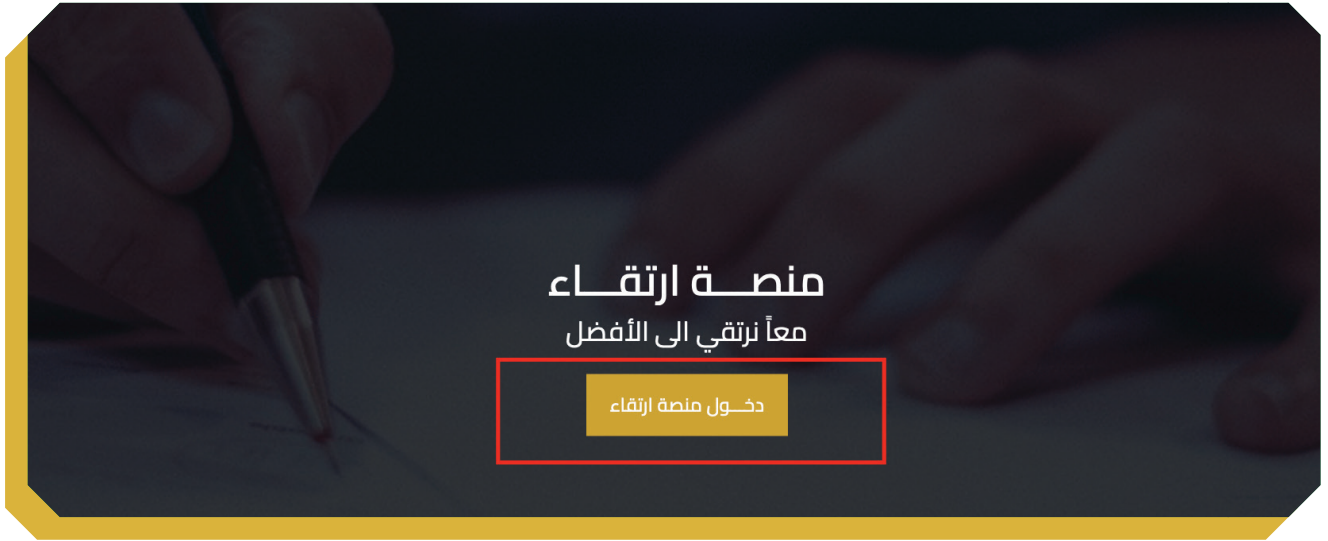 منصـــة ارتقـــاء
معاً نرتقي الى الأفضل
دخـــول منصة ارتقاء